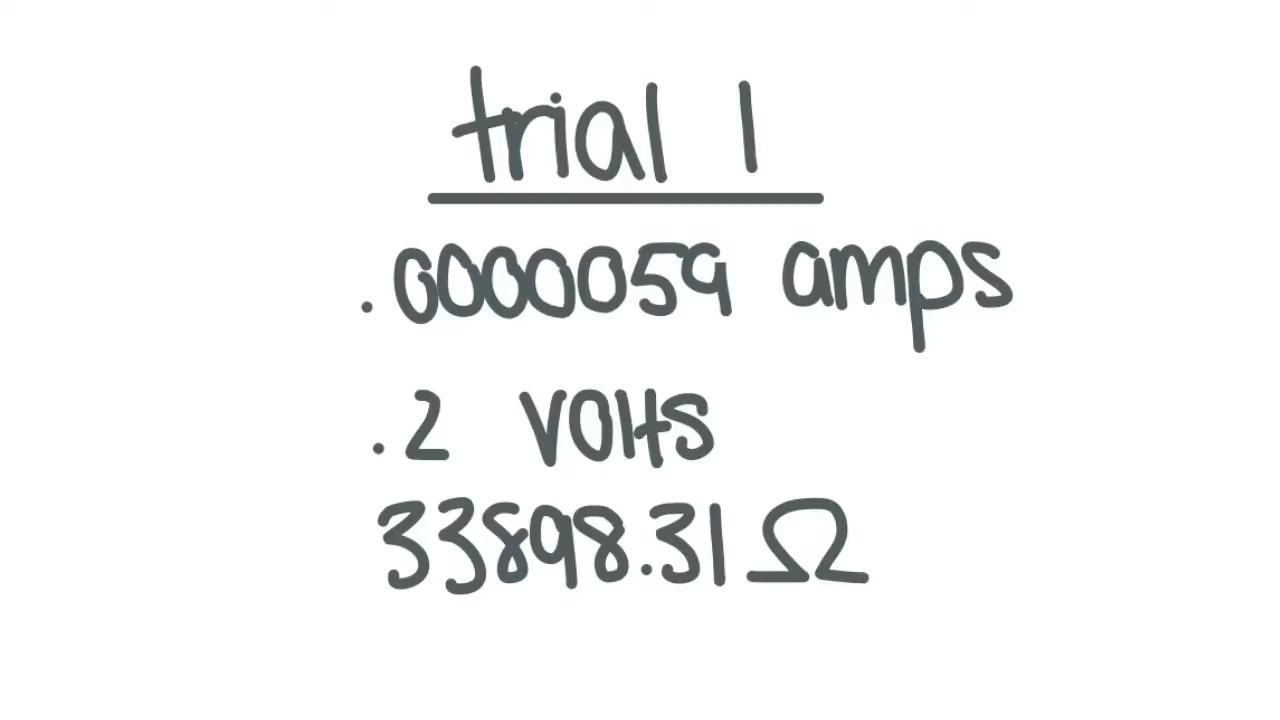 trial 1
.0000059 amps
.2 volts
33898.31 Ω